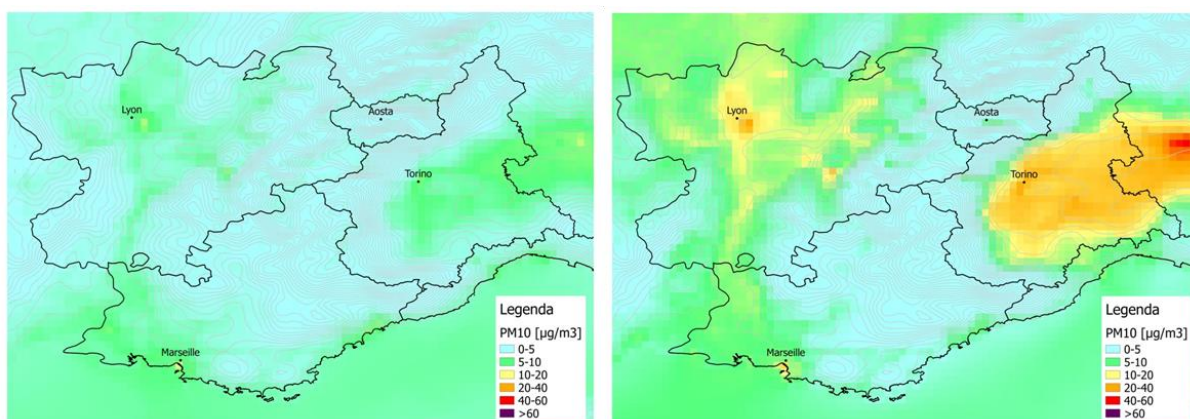 Lyon
Aosta
Torino
Marseille
Legenda
PM10 [µg/m3]
0-5
5-10
10-20
20-40
40-60
>60
Lyon
Aosta
Torino
Marseille
Legenda
PM10 [µg/m3]
0-5
5-10
10-20
20-40
40-60
>60